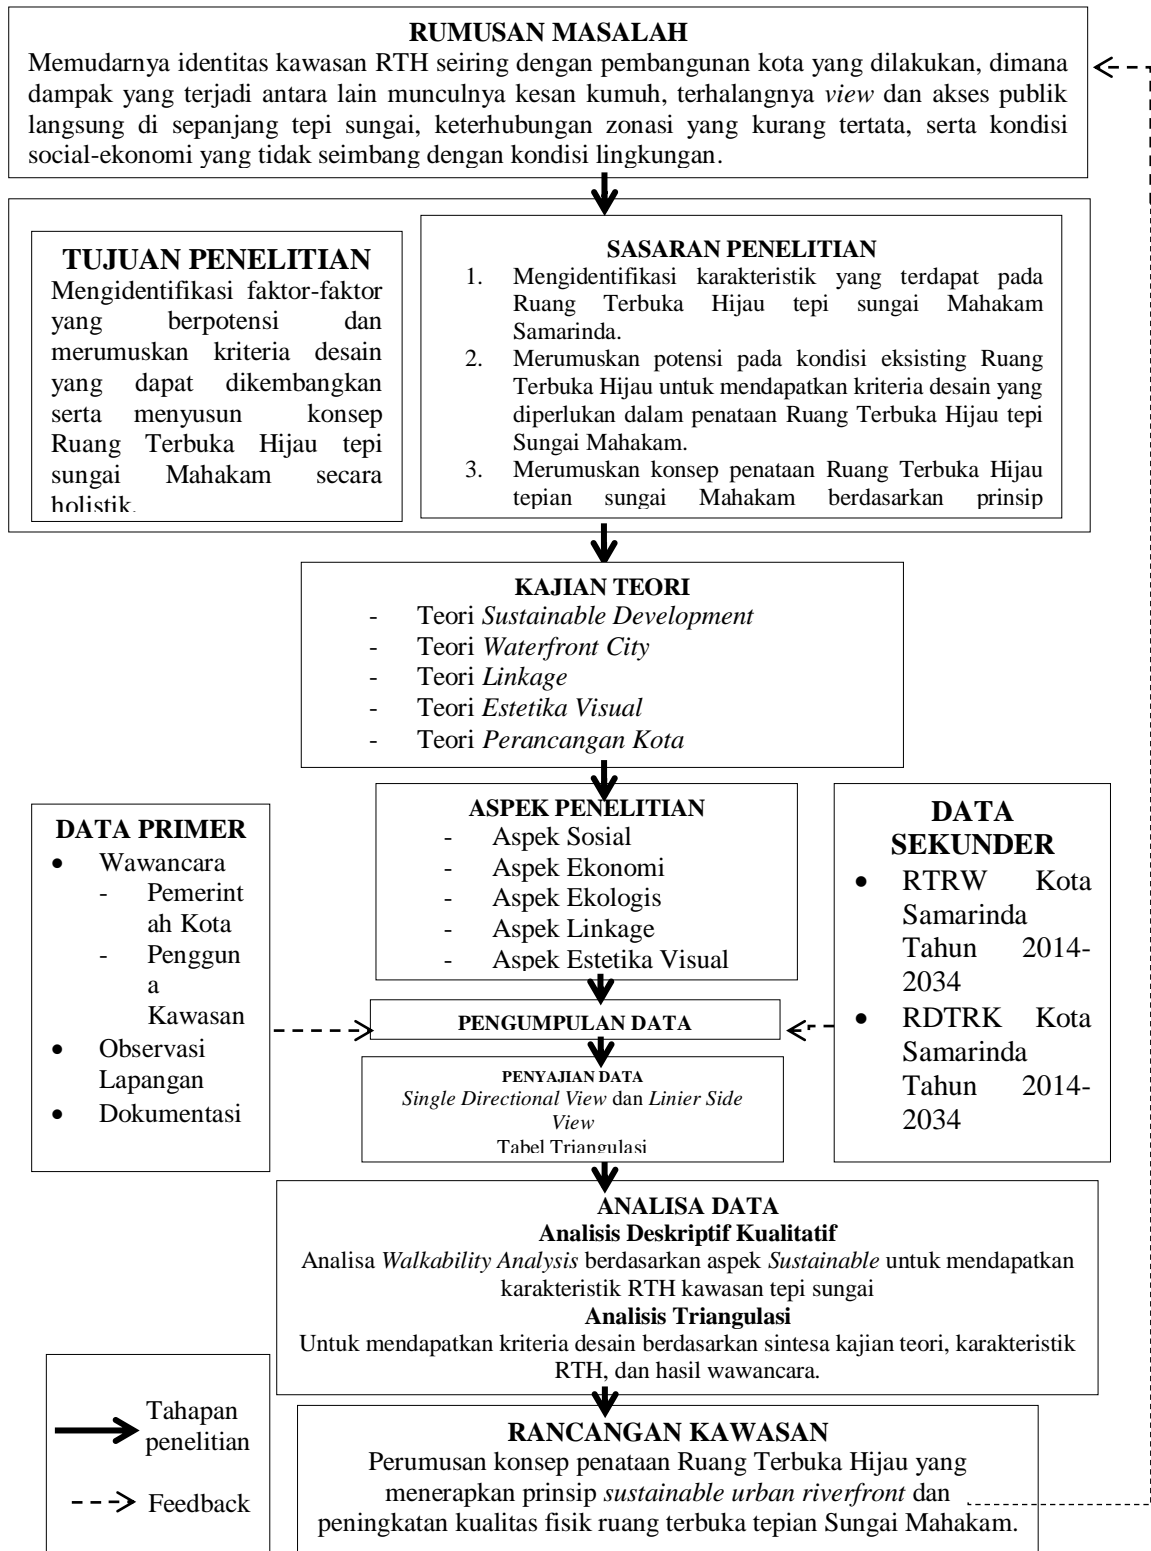 RUMUSAN MASALAH
Memudarnya identitas kawasan RTH seiring dengan pembangunan kota yang dilakukan, dimana
dampak yang terjadi antara lain munculnya kesan kumuh, terhalangnya view dan akses publik
langsung di sepanjang tepi sungai, keterhubungan zonasi yang kurang tertata, serta kondisi
social-ekonomi yang tidak seimbang dengan kondisi lingkungan.
TUJUAN PENELITIAN
Mengidentifikasi faktor-faktor
yang berpotensi dan
merumuskan kriteria desain
yang dapat dikembangkan
serta menyusun konsep
Ruang Terbuka Hijau tepi
sungai Mahakam secara
holistik.
SASARAN PENELITIAN
1. Mengidentifikasi karakteristik yang terdapat pada
Ruang Terbuka Hijau tepi sungai Mahakam
Samarinda.
2. Merumuskan potensi pada kondisi eksisting Ruang
Terbuka Hijau untuk mendapatkan kriteria desain yang
diperlukan dalam penataan Ruang Terbuka Hijau tepi
Sungai Mahakam.
3. Merumuskan konsep penataan Ruang Terbuka Hijau
tepian sungai Mahakam berdasarkan prinsip
KAJIAN TEORI
- Teori Sustainable Development
- Teori Waterfront City
- Teori Linkage
- Teori Estetika Visual
- Teori Perancangan Kota
ASPEK PENELITIAN
- Aspek Sosial
- Aspek Ekonomi
- Aspek Ekologis
- Aspek Linkage
- Aspek Estetika Visual
DATA PRIMER
• Wawancara
- Pemerint
ah Kota
- Penggun
a
Kawasan
• Observasi
Lapangan
• Dokumentasi
DATA
SEKUNDER
• RTRW Kota
Samarinda
Tahun 2014-
2034
• RDTRK Kota
Samarinda
Tahun 2014-
2034
PENGUMPULAN DATA
PENYAJIAN DATA
Single Directional View dan Linier Side
View
Tabel Triangulasi
ANALISA DATA
Analisis Deskriptif Kualitatif
Analisa Walkability Analysis berdasarkan aspek Sustainable untuk mendapatkan
karakteristik RTH kawasan tepi sungai
Analisis Triangulasi
Untuk mendapatkan kriteria desain berdasarkan sintesa kajian teori, karakteristik
RTH, dan hasil wawancara.
RANCANGAN KAWASAN
Perumusan konsep penataan Ruang Terbuka Hijau yang
menerapkan prinsip sustainable urban riverfront dan
peningkatan kualitas fisik ruang terbuka tepian Sungai Mahakam.
Tahapan
penelitian
Feedback